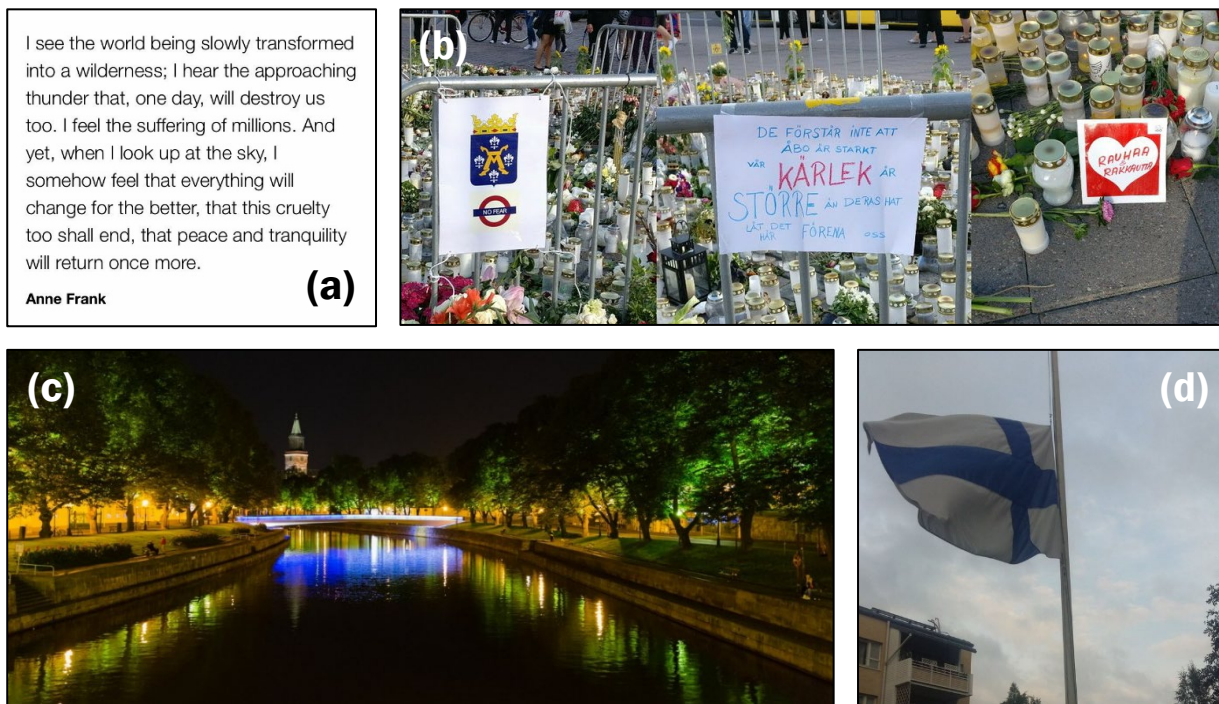 I see the world being slowly transformed
into a wilderness; I hear the approaching
thunder that, one day, will destroy us
too. I feel the suffering of millions. And
yet, when I look up at the sky, I
somehow feel that everything will
change for the better, that this cruelty
too shall end, that peace and tranquility
will return once more.
Anne Frank
(a)
(b)
NO FEAR
DE FÖRSTÅR INTE ATT
ÅBO ÄR STARKT
VÅR KÄRLEK ÄR
STÖRRE ÄN DERAS HAT
LÅT DET HÄR FÖRENA OSS
RAUHAA
&
RAKKAUTTA
(c)
(d)